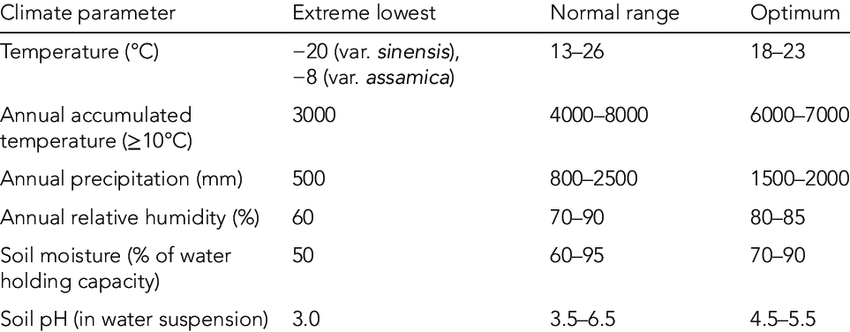 Climate parameter Extreme lowest Normal range Optimum
Temperature (°C) −20 (var. sinensis), 13–26 18–23
−8 (var. assamica)
Annual accumulated 3000 4000–8000 6000–7000
temperature (≥10°C)
Annual precipitation (mm) 500 800–2500 1500–2000
Annual relative humidity (%) 60 70–90 80–85
Soil moisture (% of water 50 60–95 70–90
holding capacity)
Soil pH (in water suspension) 3.0 3.5–6.5 4.5–5.5